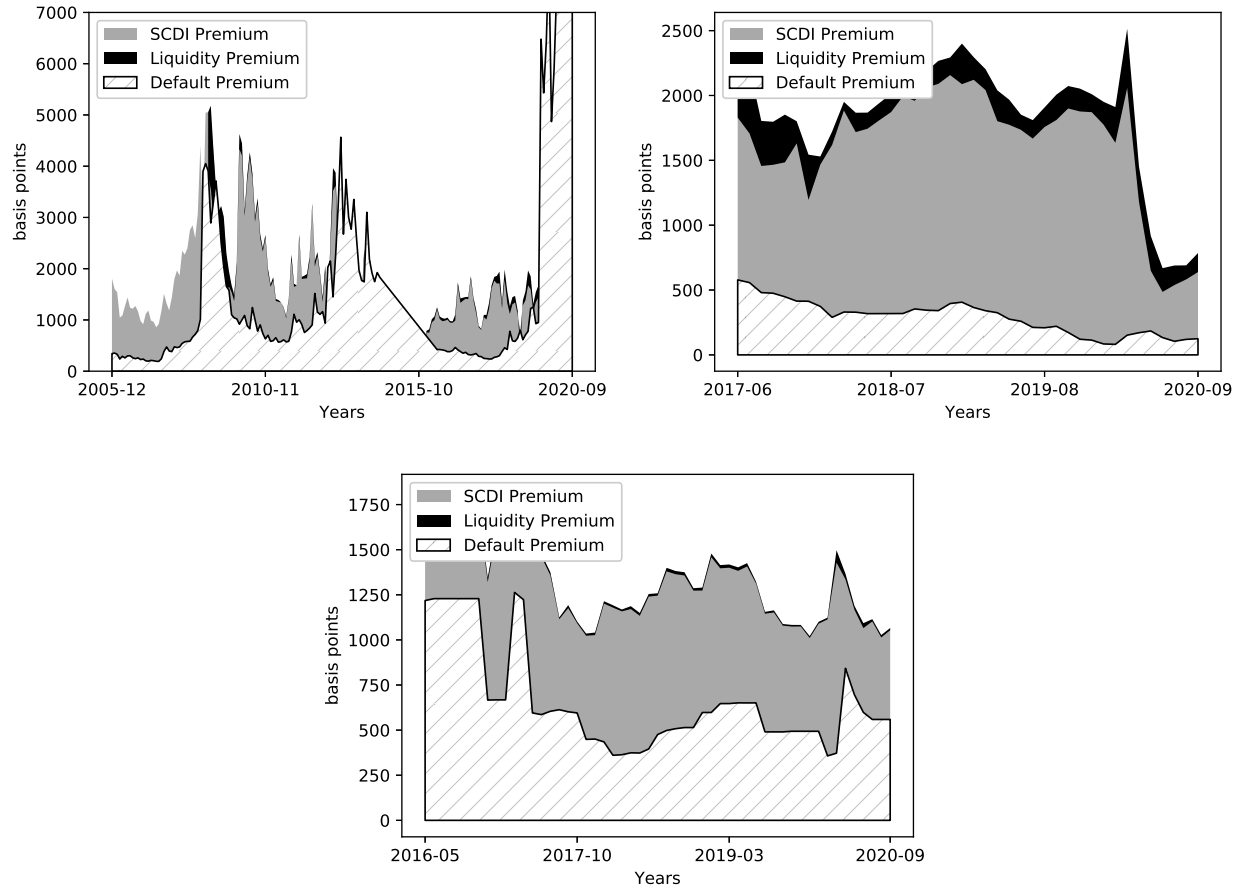 7000
6000
5000
4000
3000
2000
1000
0
basis points
SCDI Premium
Liquidity Premium
Default Premium
2005-12
2010-11
2015-10
2020-09
Years
2500
2000
1500
1000
500
0
basis points
SCDI Premium
Liquidity Premium
Default Premium
2017-06
2018-07
2019-08
2020-09
Years
1750
1500
1250
1000
750
500
250
0
basis points
SCDI Premium
Liquidity Premium
Default Premium
2016-05
2017-10
2019-03
2020-09
Years